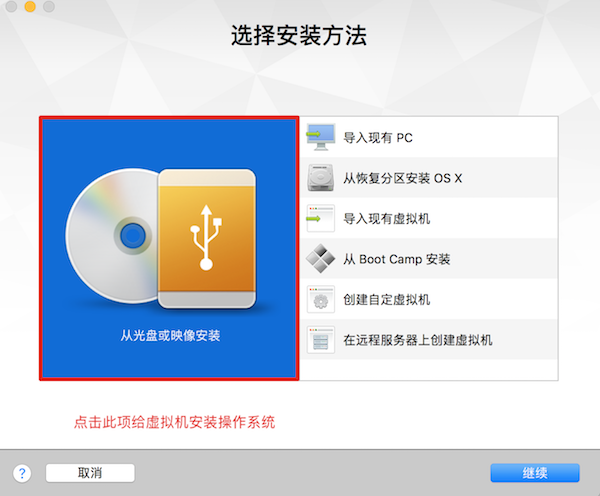 选择安装方法
导入现有 PC
从恢复分区安装 OS X
导入现有虚拟机
从 Boot Camp 安装
创建自定虚拟机
在远程服务器上创建虚拟机
从光盘或映像安装
点击此项给虚拟机安装操作系统
?
取消
继续